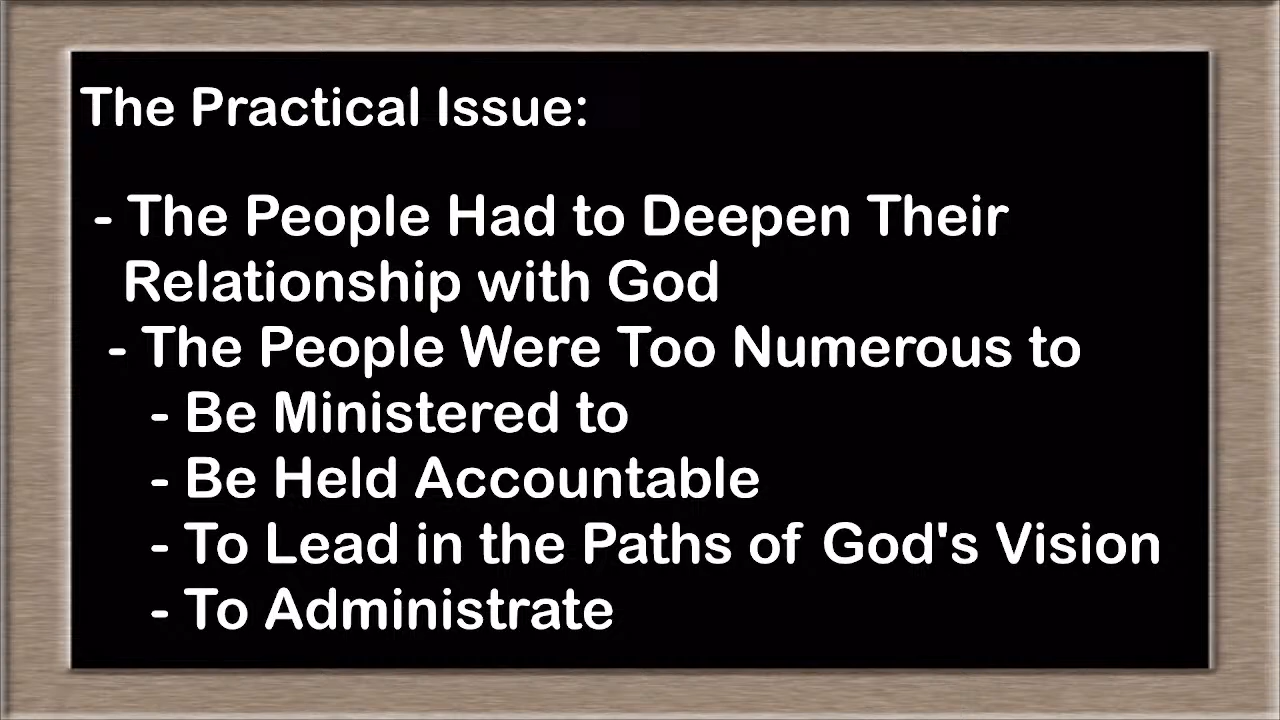 The Practical Issue:
- The People Had to Deepen Their
Relationship with God
- The People Were Too Numerous to
- Be Ministered to
- Be Held Accountable
- To Lead in the Paths of God's Vision
- To Administrate